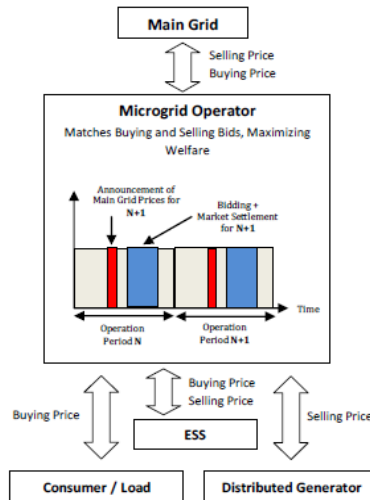 Main Grid
Selling Price
Buying Price
Microgrid Operator
Matches Buying and Selling Bids, Maximizing
Welfare
Announcement of
Main Grid Prices for
N+1
Bidding +
Market Settlement
for N+1
Time
Operation
Period N
Operation
Period N+1
Buying Price
Buying Price
Selling Price
Selling Price
ESS
Consumer / Load
Distributed Generator